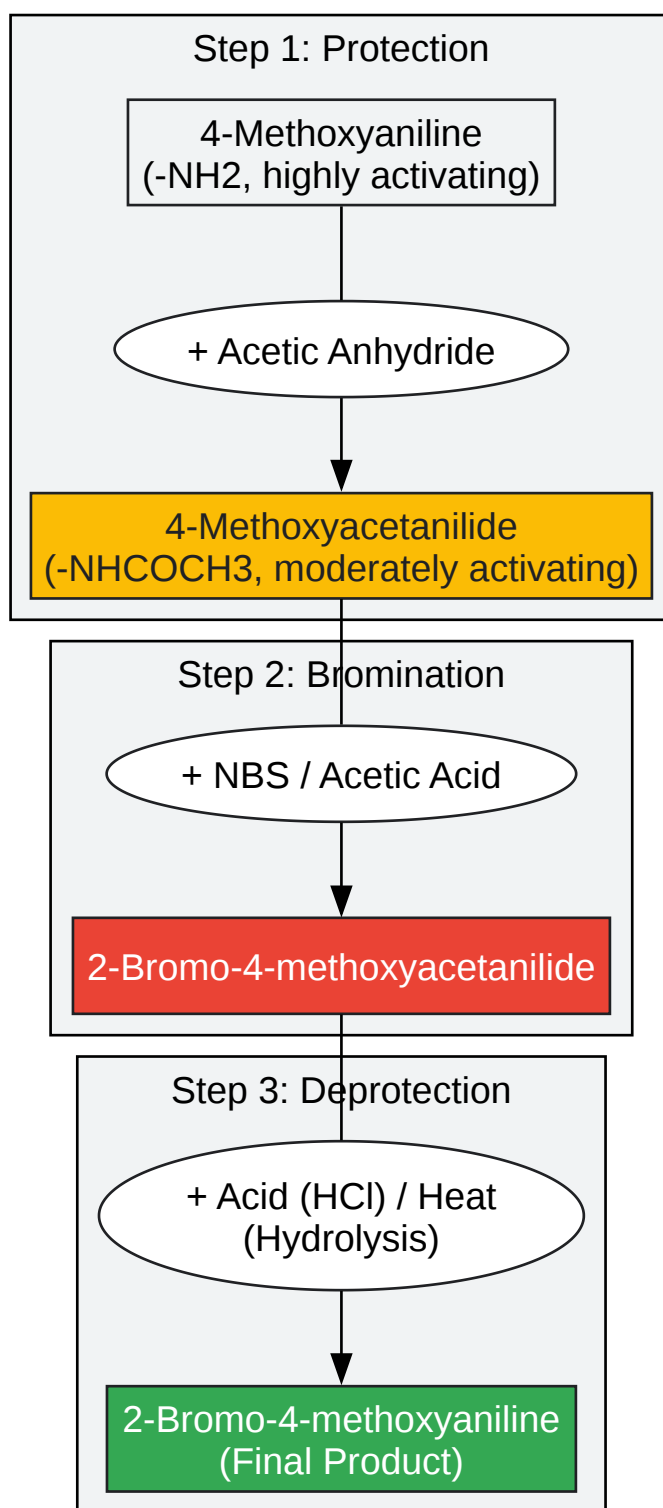 Step 1: Protection
4-Methoxyaniline
(-NH2, highly activating)
+ Acetic Anhydride
4-Methoxyacetanilide
(-NHCOCH3, moderately activating)
Step 2: Bromination
+ NBS / Acetic Acid
2-Bromo-4-methoxyacetanilide
Step 3: Deprotection
+ Acid (HCl) / Heat
(Hydrolysis)
2-Bromo-4-methoxyaniline
(Final Product)